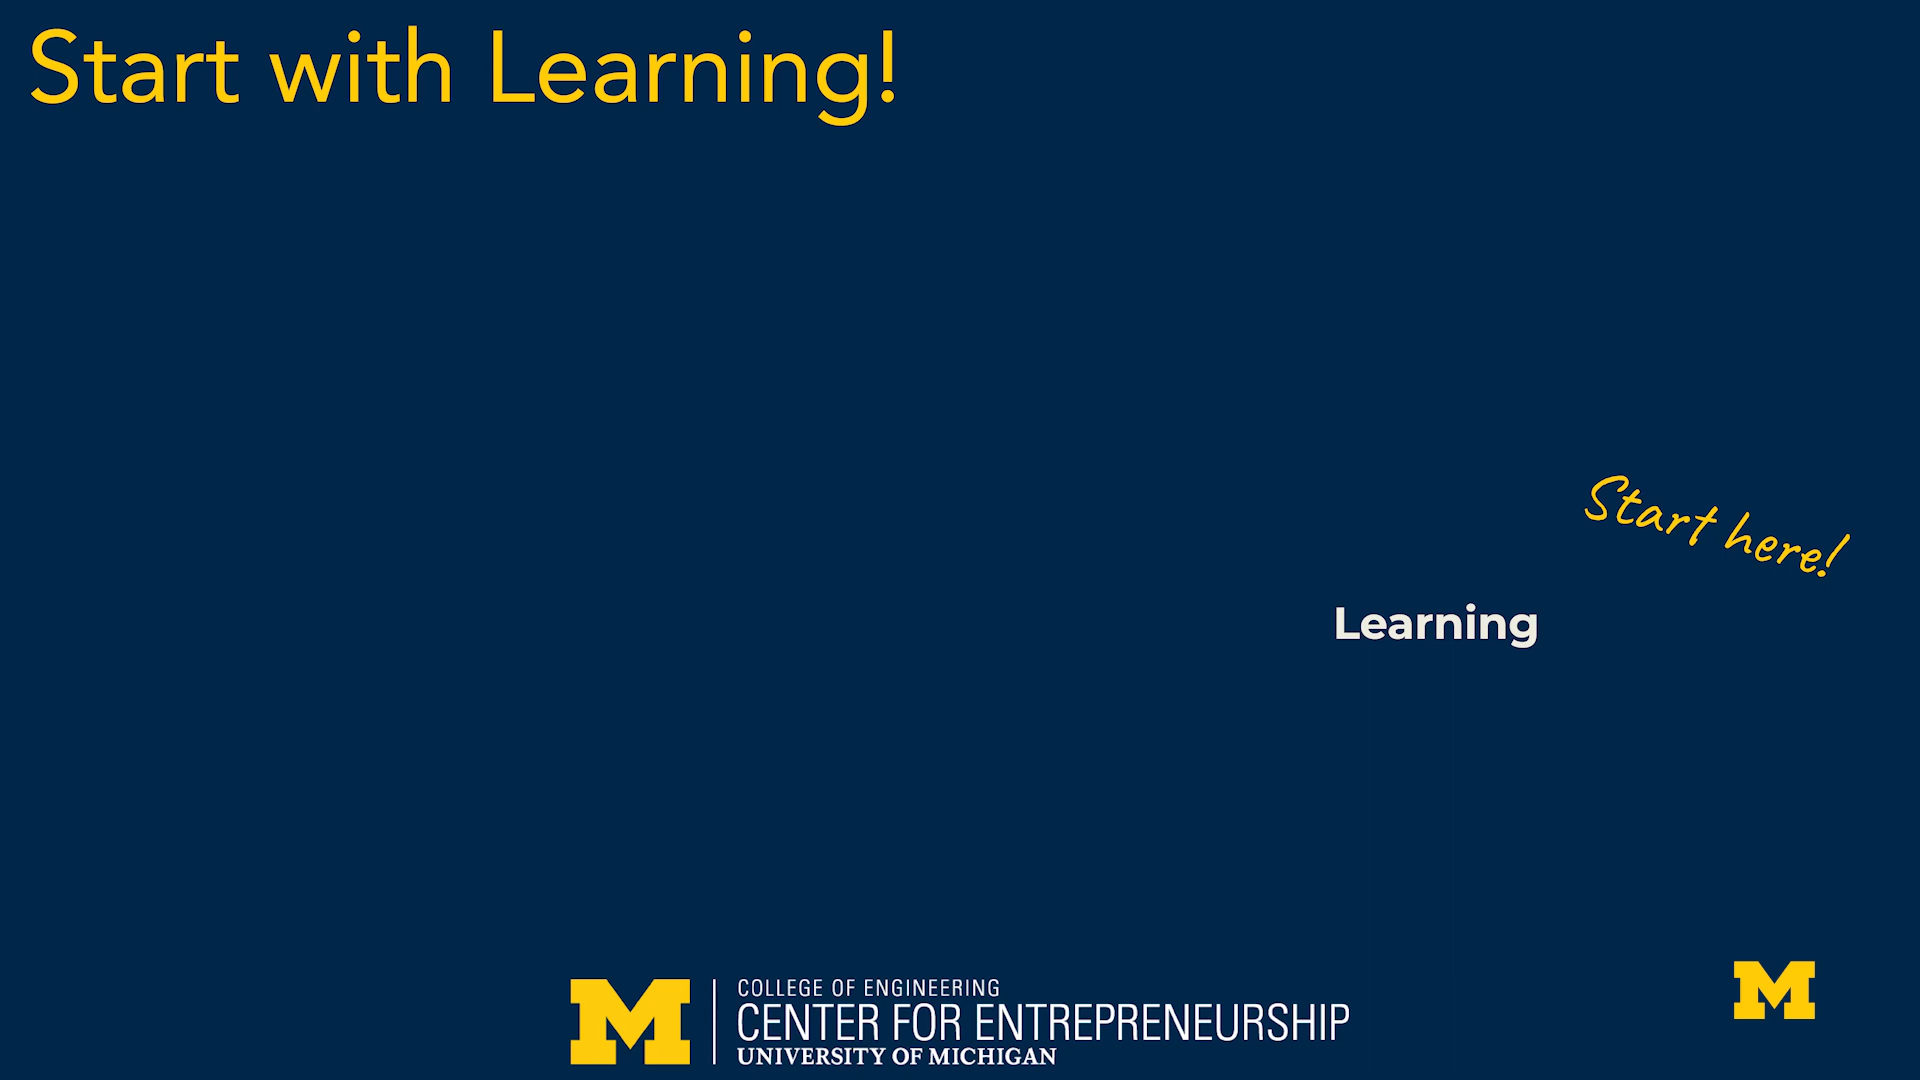 Start with Learning!
Start here!
Learning
COLLEGE OF ENGINEERING
CENTER FOR ENTREPRENEURSHIP
UNIVERSITY OF MICHIGAN